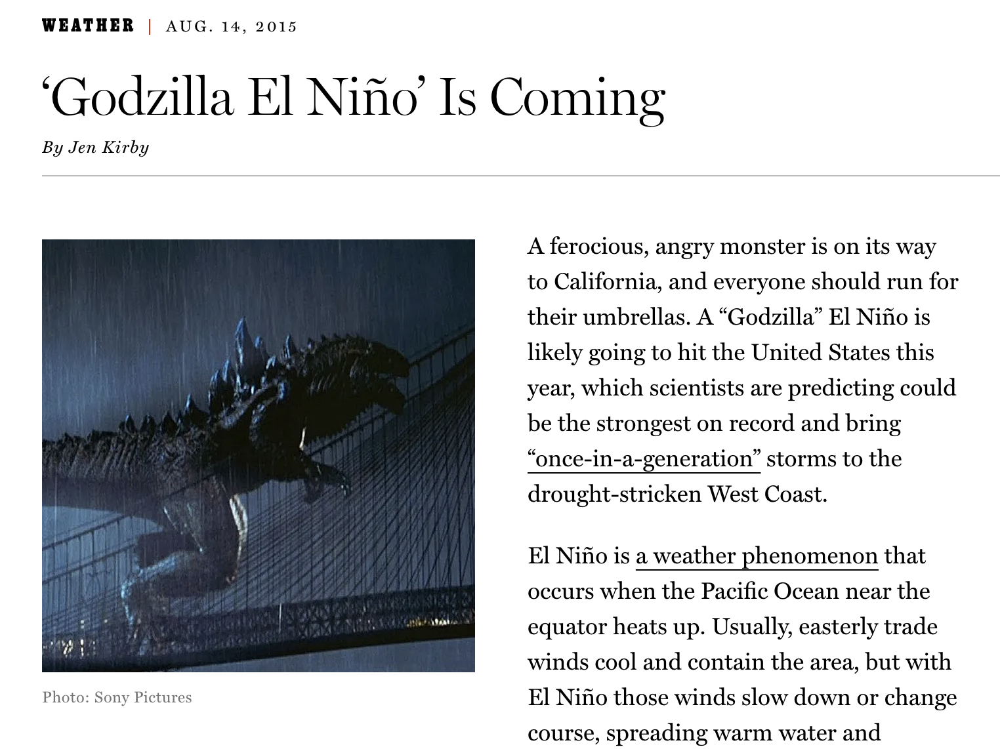 WEATHER | AUG. 14, 2015
‘Godzilla El Niño’ Is Coming
By Jen Kirby
A ferocious, angry monster is on its way
to California, and everyone should run for
their umbrellas. A “Godzilla” El Niño is
likely going to hit the United States this
year, which scientists are predicting could
be the strongest on record and bring
“once-in-a-generation” storms to the
drought-stricken West Coast.
El Niño is a weather phenomenon that
occurs when the Pacific Ocean near the
equator heats up. Usually, easterly trade
winds cool and contain the area, but with
El Niño those winds slow down or change
course, spreading warm water and
Photo: Sony Pictures